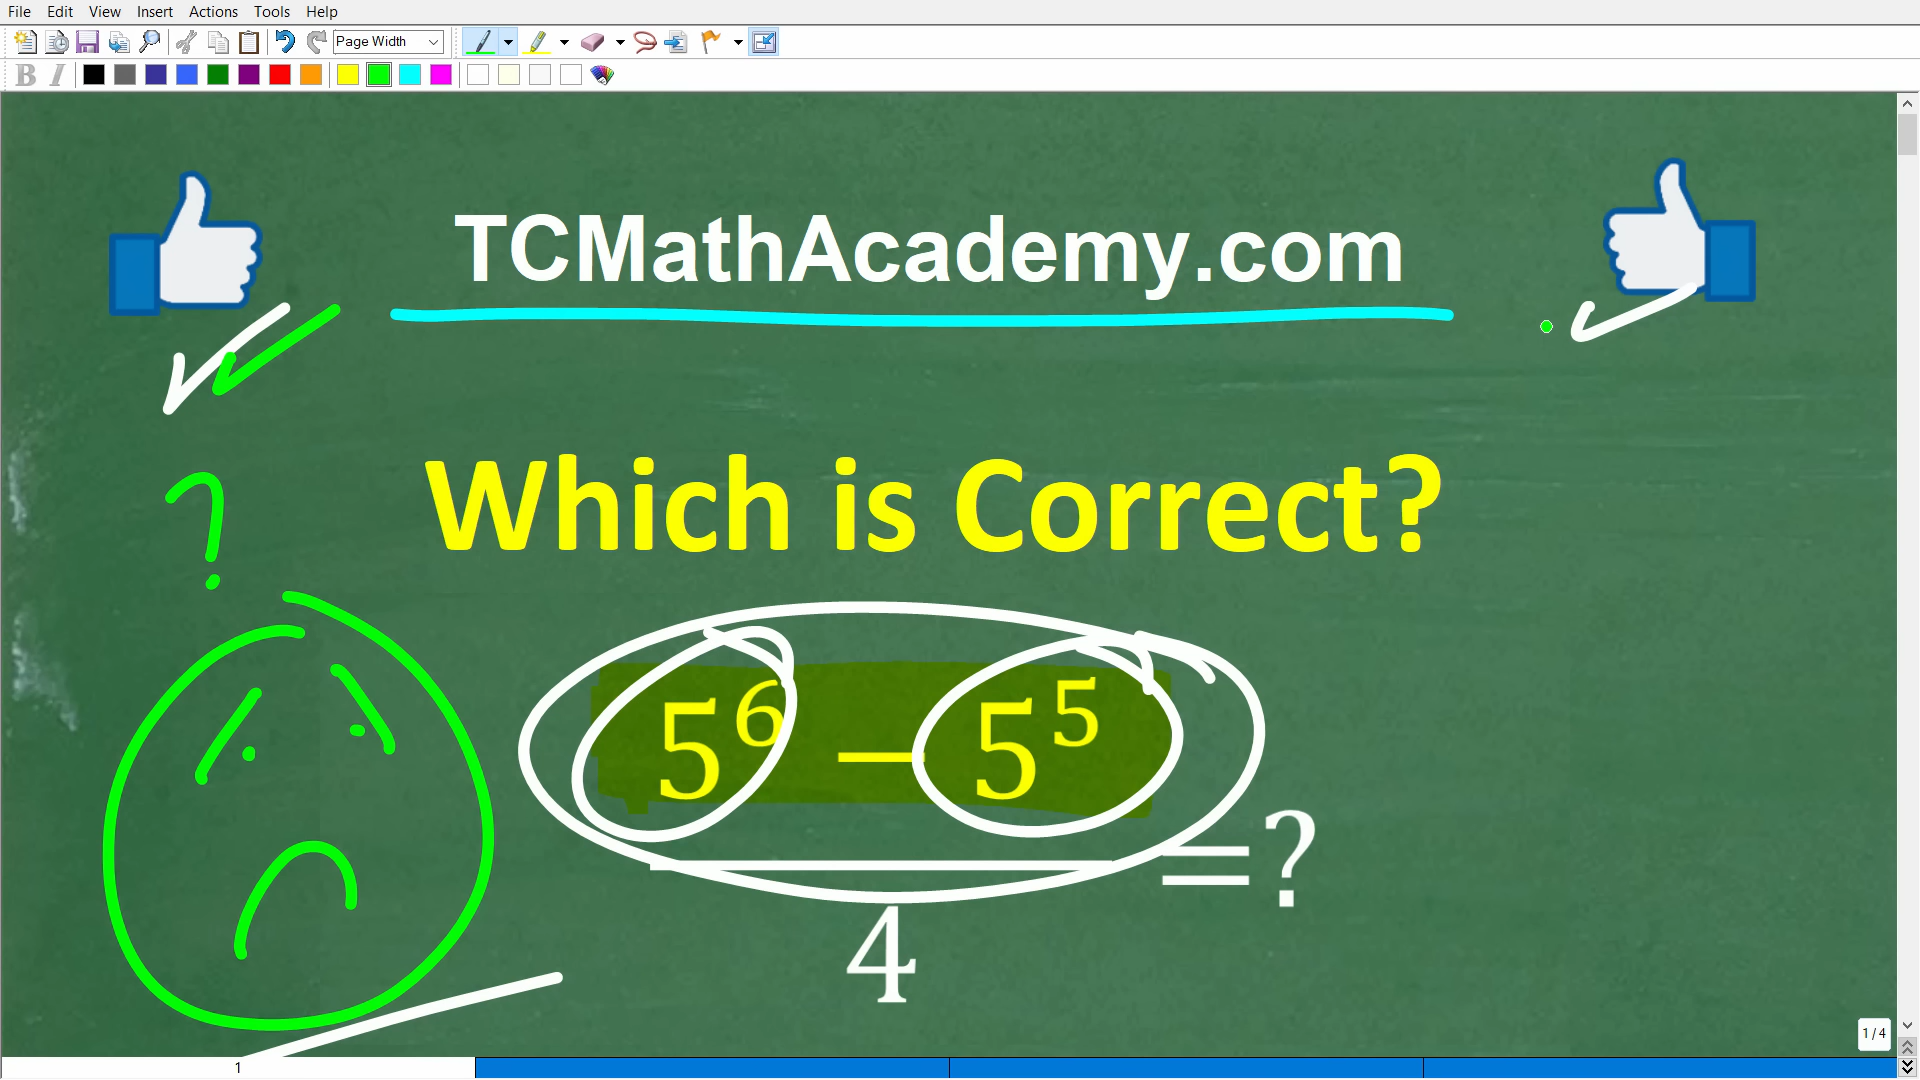 File Edit View Insert Actions Tools Help
Page Width
B I
TCMathAcademy.com
Which is Correct?
?
5⁶ – 5⁵
=?
4
1 / 4
1